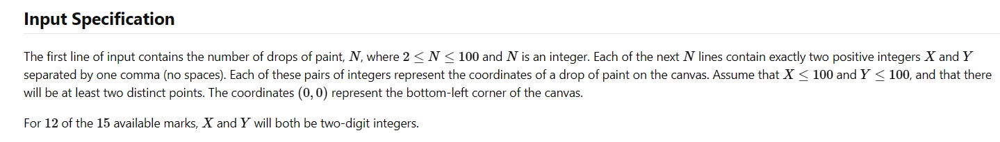 Input Specification
The first line of input contains the number of drops of paint, N, where 2 ≤ N ≤ 100 and N is an integer. Each of the next N lines contain exactly two positive integers X and Y
separated by one comma (no spaces). Each of these pairs of integers represent the coordinates of a drop of paint on the canvas. Assume that X ≤ 100 and Y ≤ 100, and that there
will be at least two distinct points. The coordinates (0, 0) represent the bottom-left corner of the canvas.
For 12 of the 15 available marks, X and Y will both be two-digit integers.